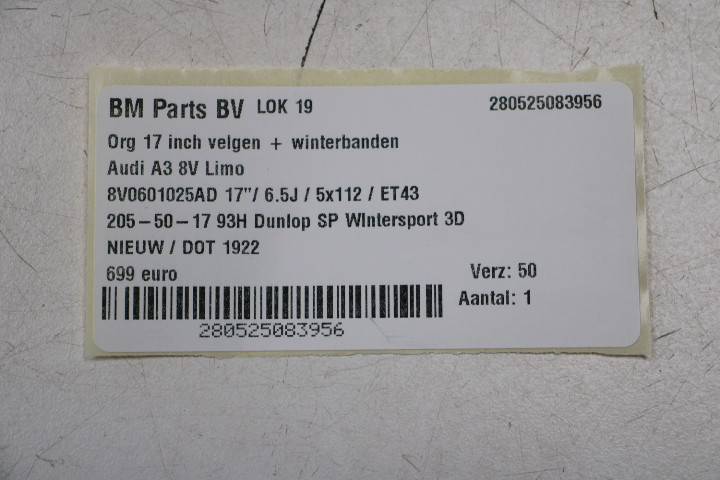 BM Parts BV LOK 19 280525083956
Org 17 inch velgen + winterbanden
Audi A3 8V Limo
8V0601025AD 17"/ 6.5J / 5x112 / ET43
205-50-17 93H Dunlop SP WIntersport 3D
NIEUW / DOT 1922
699 euro Verz: 50
Aantal: 1
280525083956